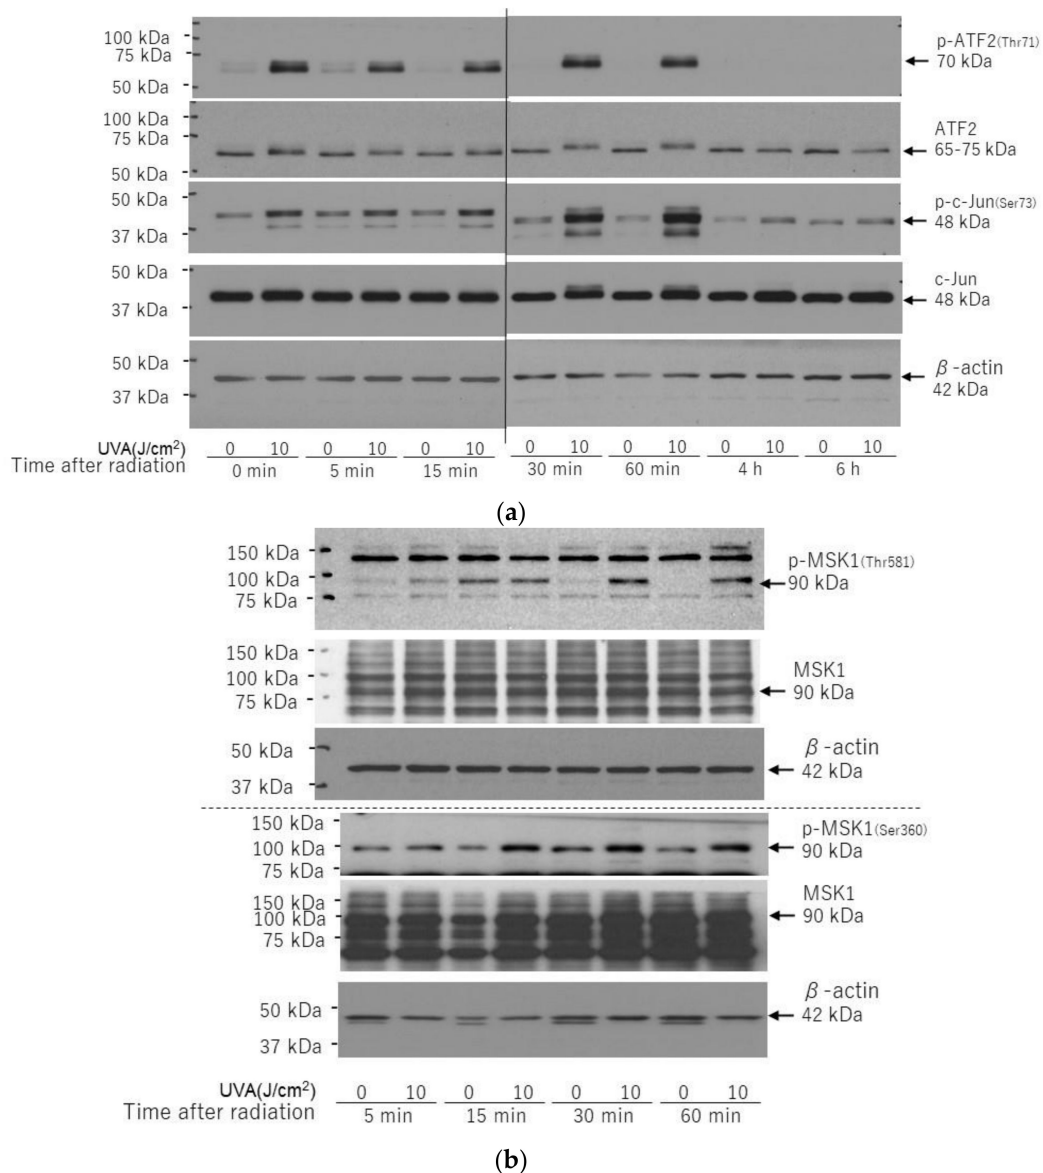 100 kDa
75 kDa
50 kDa
p-ATF2(Thr71)
70 kDa
100 kDa
75 kDa
50 kDa
ATF2
65-75 kDa
50 kDa
37 kDa
p-c-Jun(Ser73)
48 kDa
50 kDa
37 kDa
c-Jun
48 kDa
50 kDa
37 kDa
β-actin
42 kDa
UVA(J/cm²) 0 10 0 10 0 10 0 10 0 10 0 10 0 10
Time after radiation 0 min 5 min 15 min 30 min 60 min 4 h 6 h
(a)
150 kDa
100 kDa
75 kDa
p-MSK1(Thr581)
90 kDa
150 kDa
100 kDa
75 kDa
MSK1
90 kDa
50 kDa
37 kDa
β-actin
42 kDa
150 kDa
100 kDa
75 kDa
p-MSK1(Ser360)
90 kDa
150 kDa
100 kDa
75 kDa
MSK1
90 kDa
50 kDa
37 kDa
β-actin
42 kDa
UVA(J/cm²) 0 10 0 10 0 10 0 10
Time after radiation 5 min 15 min 30 min 60 min
(b)